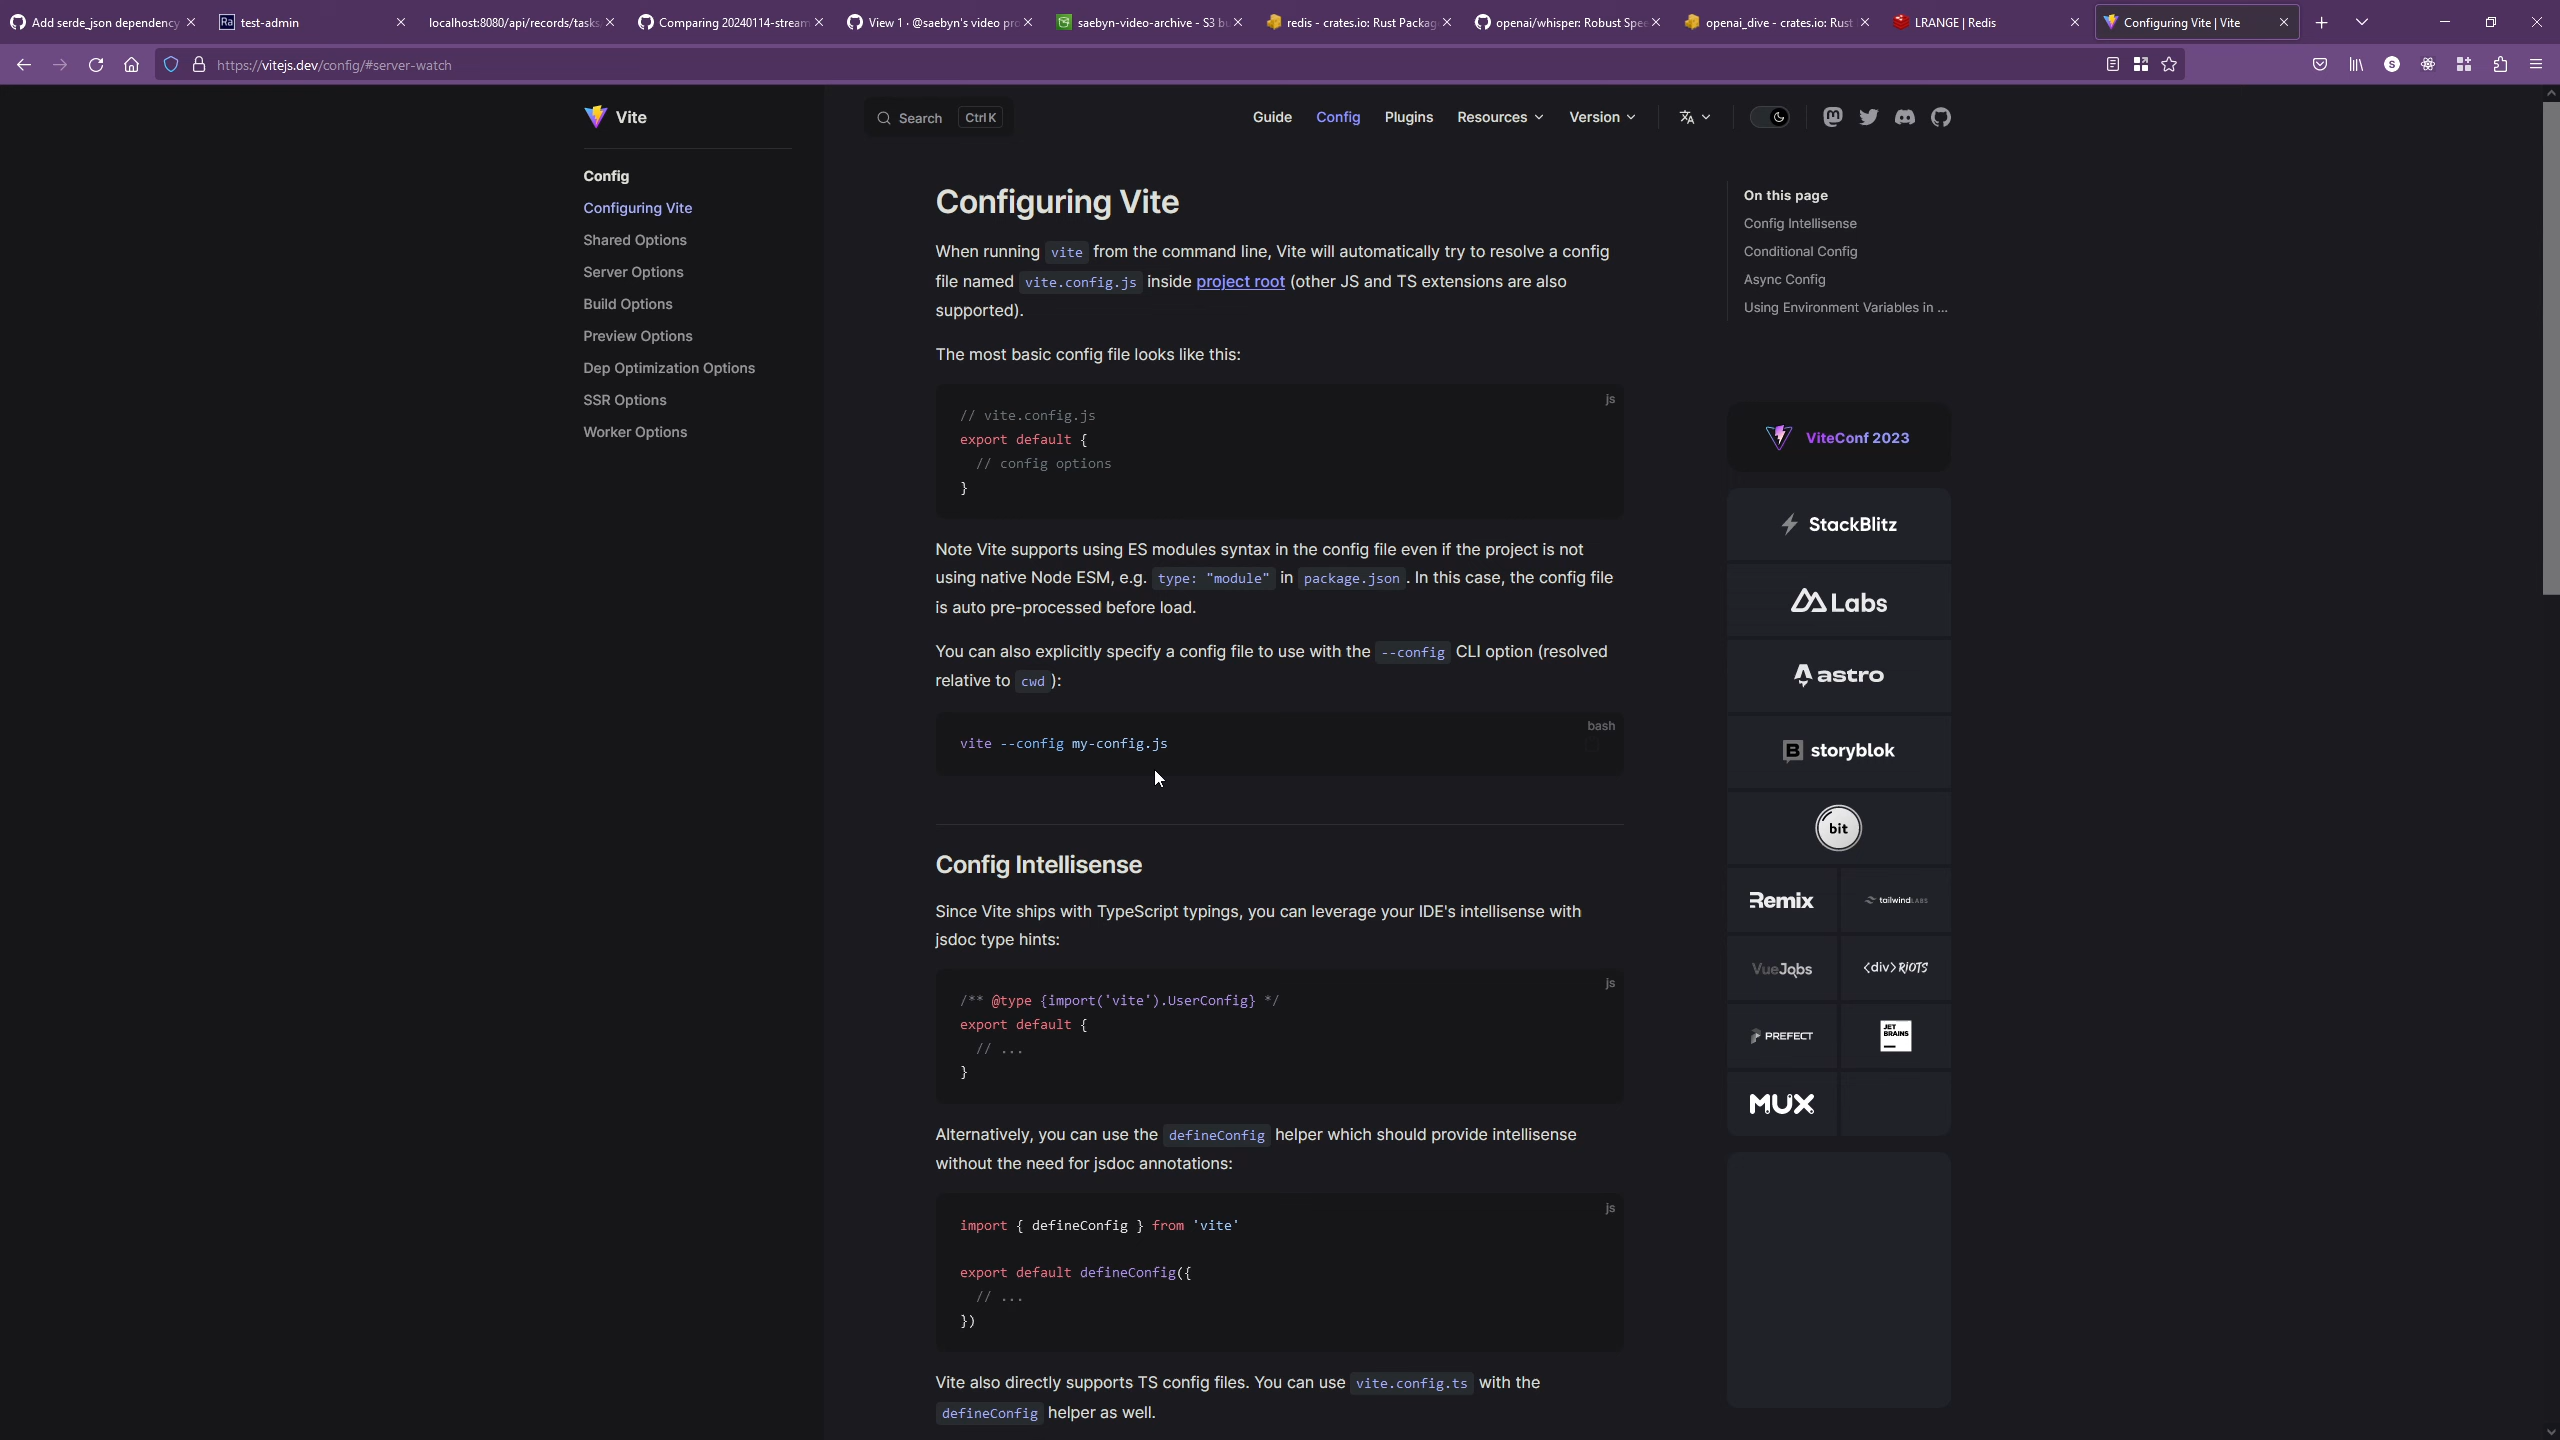 Add serde_json dependency
test-admin
localhost:8080/api/records/tasks
Comparing 20240114-stream
View 1 · @saebyn's video pro
saebyn-video-archive - S3 bu
redis - crates.io: Rust Packag
openai/whisper: Robust Spee
openai_dive - crates.io: Rust
LRANGE | Redis
Configuring Vite | Vite
https://vitejs.dev/config/#server-watch
Vite
Search
Ctrl K
Guide
Config
Plugins
Resources
Version
Config
Configuring Vite
Shared Options
Server Options
Build Options
Preview Options
Dep Optimization Options
SSR Options
Worker Options
Configuring Vite
When running vite from the command line, Vite will automatically try to resolve a config
file named vite.config.js inside project root (other JS and TS extensions are also
supported).
The most basic config file looks like this:
js
// vite.config.js
export default {
// config options
}
Note Vite supports using ES modules syntax in the config file even if the project is not
using native Node ESM, e.g. type: "module" in package.json. In this case, the config file
is auto pre-processed before load.
You can also explicitly specify a config file to use with the --config CLI option (resolved
relative to cwd):
bash
vite --config my-config.js
Config Intellisense
Since Vite ships with TypeScript typings, you can leverage your IDE's intellisense with
jsdoc type hints:
js
/** @type {import('vite').UserConfig} */
export default {
// ...
}
Alternatively, you can use the defineConfig helper which should provide intellisense
without the need for jsdoc annotations:
js
import { defineConfig } from 'vite'
export default defineConfig({
// ...
})
Vite also directly supports TS config files. You can use vite.config.ts with the
defineConfig helper as well.
On this page
Config Intellisense
Conditional Config
Async Config
Using Environment Variables in ...
ViteConf 2023
StackBlitz
Labs
astro
storyblok
bit
Remix
tailwindLABS
VueJobs
<div>RIOTS
PREFECT
JET
BRAINS
MUX